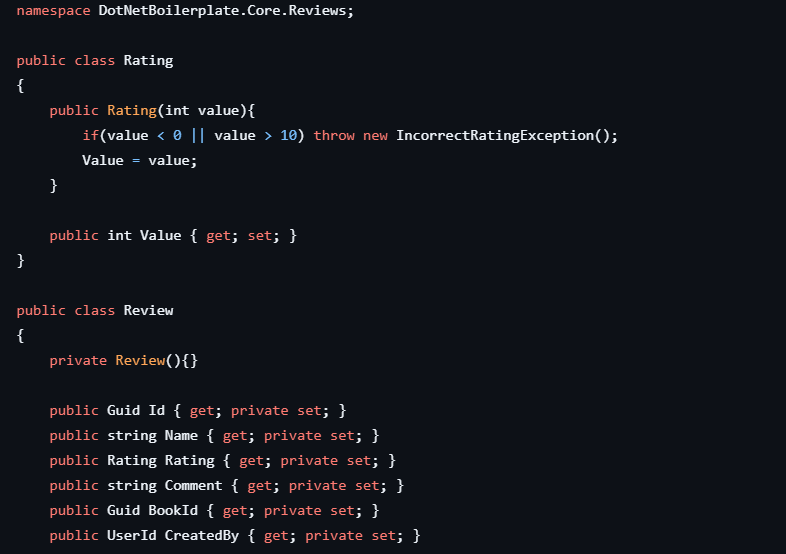 namespace DotNetBoilerplate.Core.Reviews;
public class Rating
{
    public Rating(int value){
        if(value < 0 || value > 10) throw new IncorrectRatingException();
        Value = value;
    }
    public int Value { get; set; }
}
public class Review
{
    private Review(){}
    public Guid Id { get; private set; }
    public string Name { get; private set; }
    public Rating Rating { get; private set; }
    public string Comment { get; private set; }
    public Guid BookId { get; private set; }
    public UserId CreatedBy { get; private set; }